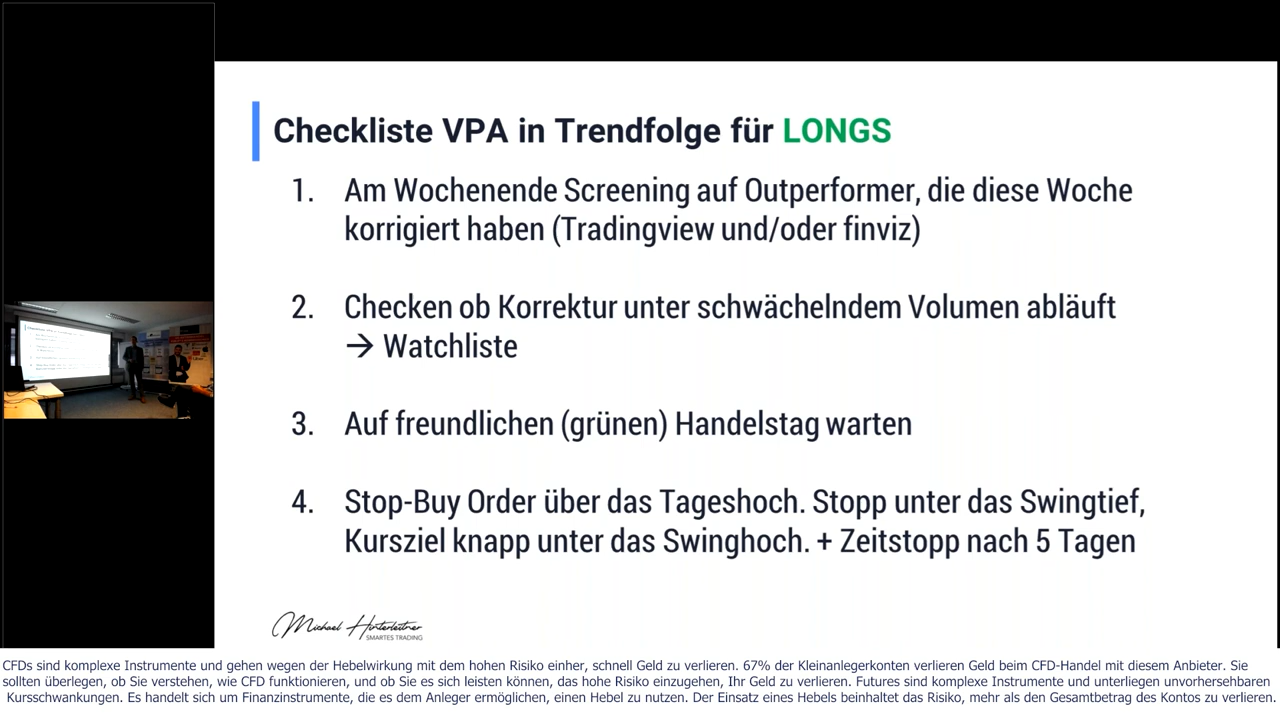 Checkliste VPA in Trendfolge für LONGS
1. Am Wochenende Screening auf Outperformer, die diese Woche
korrigiert haben (Tradingview und/oder finviz)
2. Checken ob Korrektur unter schwächelndem Volumen abläuft
→ Watchliste
3. Auf freundlichen (grünen) Handelstag warten
4. Stop-Buy Order über das Tageshoch. Stopp unter das Swingtief,
Kursziel knapp unter das Swinghoch. + Zeitstopp nach 5 Tagen
Michael Hinterleitner
SMARTES TRADING
CFDs sind komplexe Instrumente und gehen wegen der Hebelwirkung mit dem hohen Risiko einher, schnell Geld zu verlieren. 67% der Kleinanlegerkonten verlieren Geld beim CFD-Handel mit diesem Anbieter. Sie
sollten überlegen, ob Sie verstehen, wie CFD funktionieren, und ob Sie es sich leisten können, das hohe Risiko einzugehen, Ihr Geld zu verlieren. Futures sind komplexe Instrumente und unterliegen unvorhersehbaren
Kursschwankungen. Es handelt sich um Finanzinstrumente, die es dem Anleger ermöglichen, einen Hebel zu nutzen. Der Einsatz eines Hebels beinhaltet das Risiko, mehr als den Gesamtbetrag des Kontos zu verlieren.